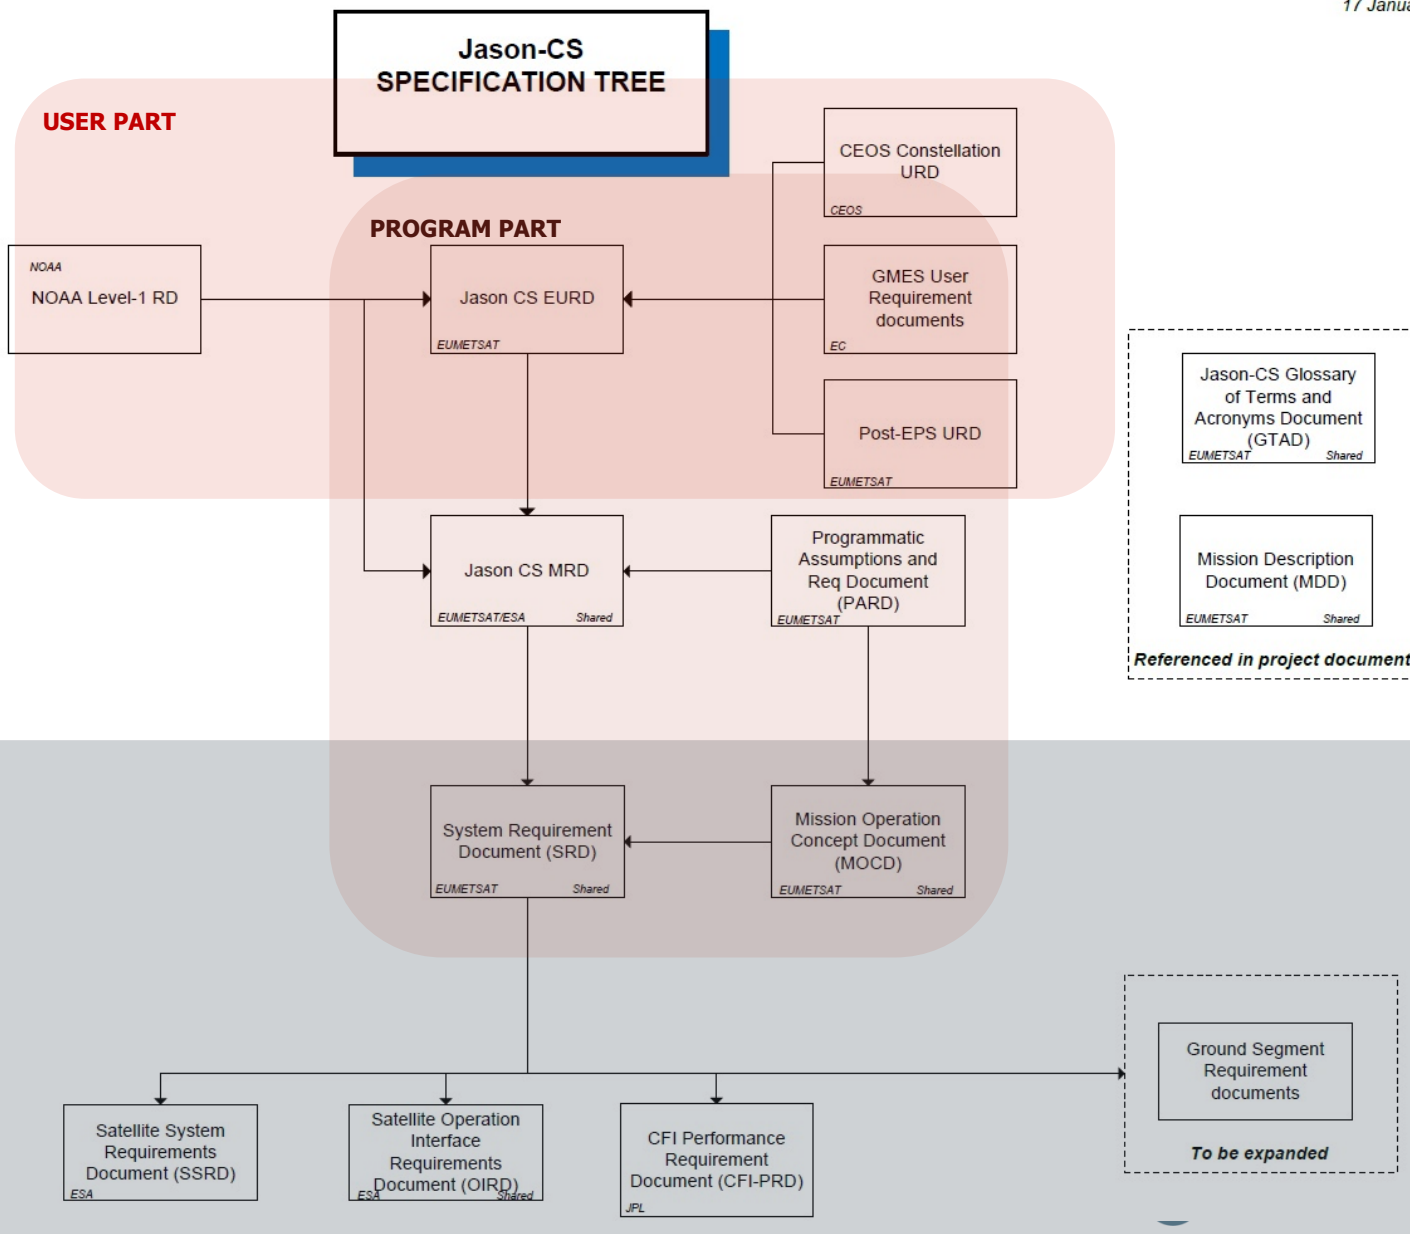 17 Janua
Jason-CS
SPECIFICATION TREE
USER PART
CEOS Constellation
URD
CEOS
PROGRAM PART
NOAA
NOAA Level-1 RD
Jason CS EURD
EUMETSAT
GMES User
Requirement
documents
EC
Post-EPS URD
EUMETSAT
Jason-CS Glossary
of Terms and
Acronyms Document
(GTAD)
EUMETSAT Shared
Jason CS MRD
EUMETSAT/ESA Shared
Programmatic
Assumptions and
Req Document
(PARD)
EUMETSAT
Mission Description
Document (MDD)
EUMETSAT Shared
Referenced in project document
System Requirement
Document (SRD)
EUMETSAT Shared
Mission Operation
Concept Document
(MOCD)
EUMETSAT Shared
Ground Segment
Requirement
documents
To be expanded
Satellite System
Requirements
Document (SSRD)
ESA
Satellite Operation
Interface
Requirements
Document (OIRD)
ESA Shared
CFI Performance
Requirement
Document (CFI-PRD)
JPL